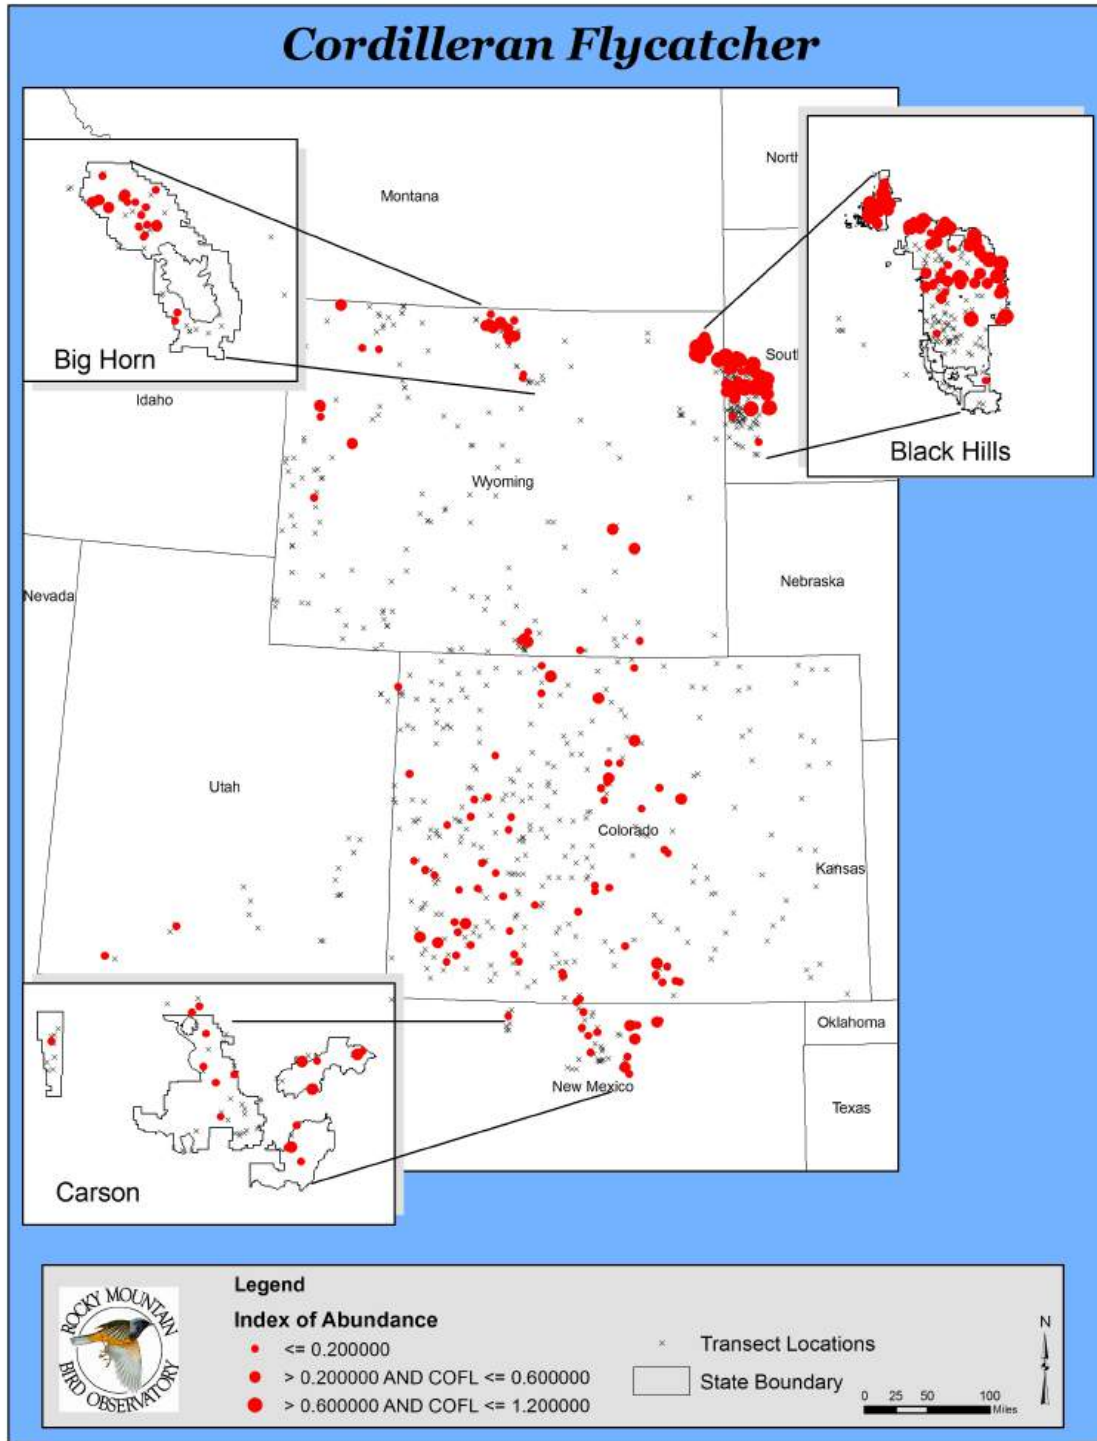 Cordilleran Flycatcher
Montana
North
Big Horn
Idaho
South
Black Hills
Wyoming
Nebraska
Nevada
Utah
Colorado
Kansas
Oklahoma
New Mexico
Texas
Carson
ROCKY MOUNTAIN
BIRD OBSERVATORY
Legend
Index of Abundance
<= 0.200000
> 0.200000 AND COFL <= 0.600000
> 0.600000 AND COFL <= 1.200000
Transect Locations
State Boundary
N
0 25 50 100
Miles